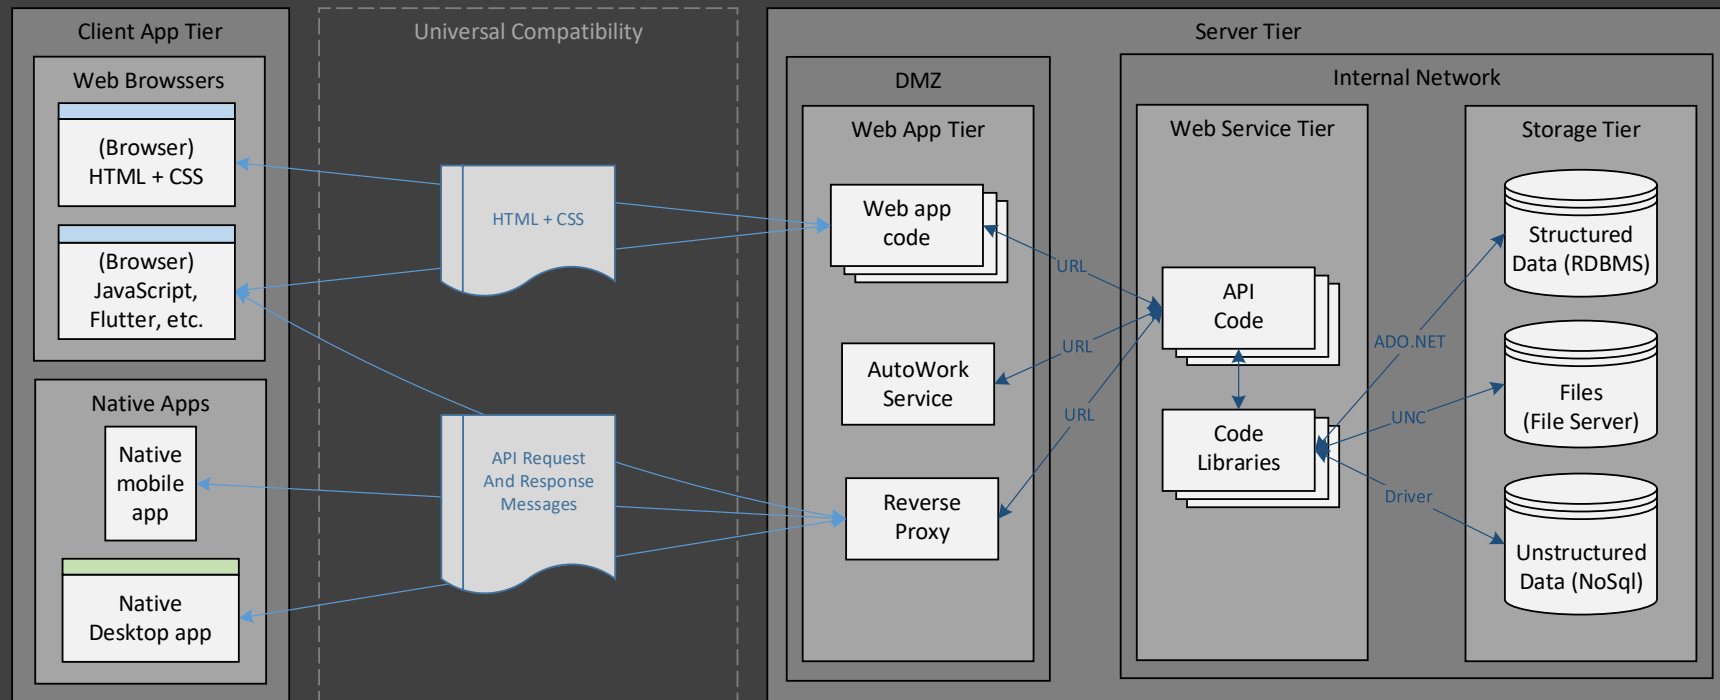 Client App Tier
Web Browssers
(Browser)
HTML + CSS
(Browser)
JavaScript,
Flutter, etc.
Native Apps
Native
mobile
app
Native
Desktop app
Universal Compatibility
HTML + CSS
API Request
And Response
Messages
Server Tier
DMZ
Web App Tier
Web app
code
AutoWork
Service
Reverse
Proxy
URL
URL
URL
Internal Network
Web Service Tier
API
Code
Code
Libraries
ADO.NET
UNC
Driver
Storage Tier
Structured
Data (RDBMS)
Files
(File Server)
Unstructured
Data (NoSql)